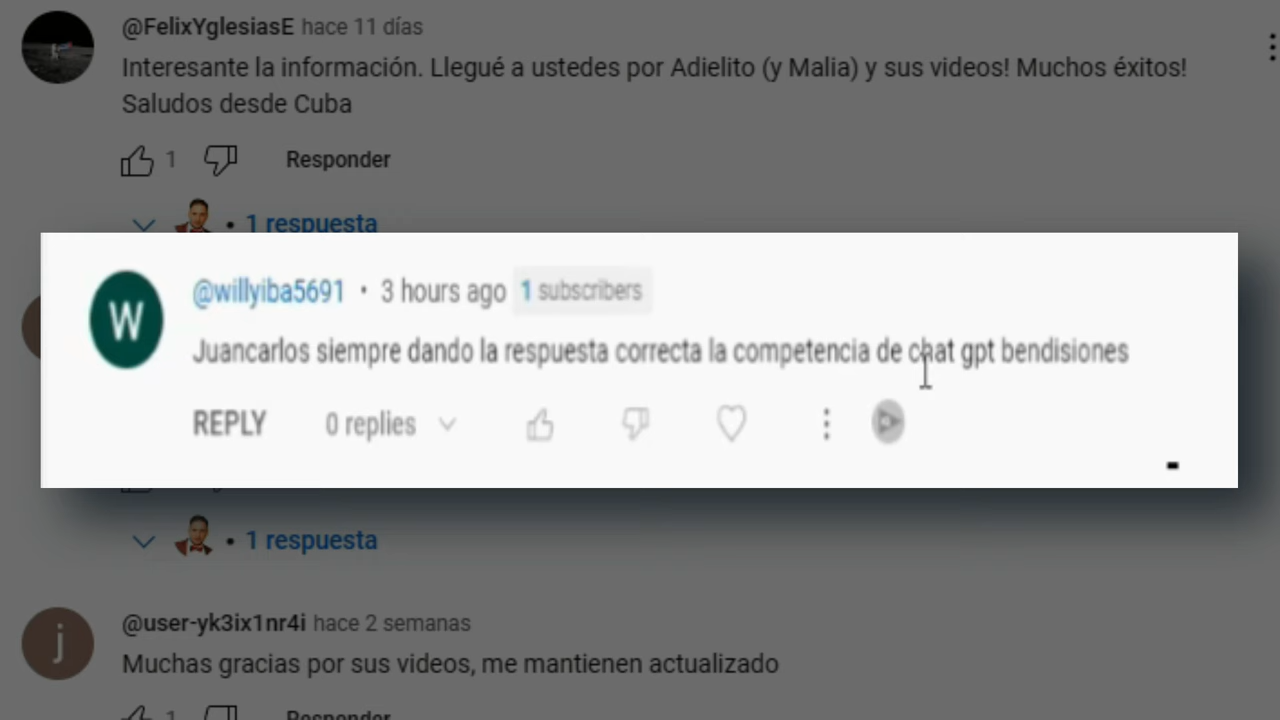 @FelixYglesiasE hace 11 días
Interesante la información. Llegué a ustedes por Adielito (y Malia) y sus videos! Muchos éxitos!
Saludos desde Cuba
1 Responder
• 1 respuesta
W
@willyiba5691 • 3 hours ago 1 subscribers
Juancarlos siempre dando la respuesta correcta la competencia de chat gpt bendisiones
REPLY 0 replies
• 1 respuesta
j
@user-yk3ix1nr4i hace 2 semanas
Muchas gracias por sus videos, me mantienen actualizado
1 Responder